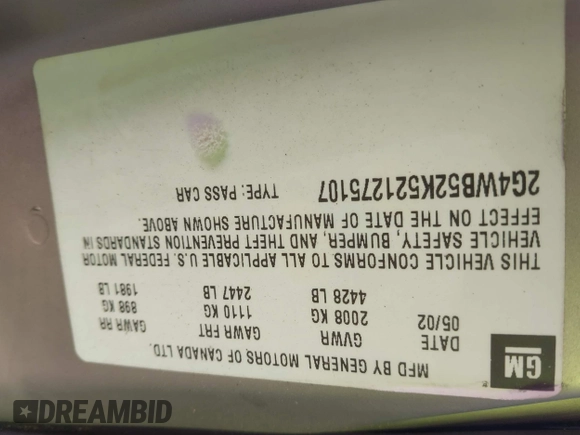 GM
MFD BY GENERAL MOTORS OF CANADA LTD.
DATE GVWR GAWR FRT GAWR RR
05/02 2008 KG 1110 KG 898 KG
4428 LB 2447 LB 1981 LB
THIS VEHICLE CONFORMS TO ALL APPLICABLE U.S. FEDERAL MOTOR
VEHICLE SAFETY, BUMPER, AND THEFT PREVENTION STANDARDS IN
EFFECT ON THE DATE OF MANUFACTURE SHOWN ABOVE.
2G4WB52K521275107 TYPE: PASS CAR
DREAMBID